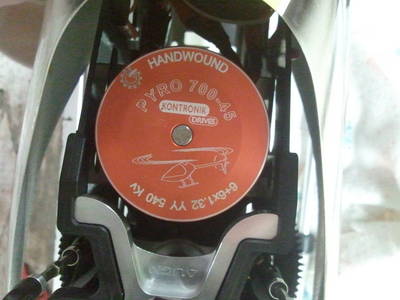 HANDWOUND
PYRO 700-45
KONTRONIK
DRIVES
6+6x1,32 YY 540 Kv